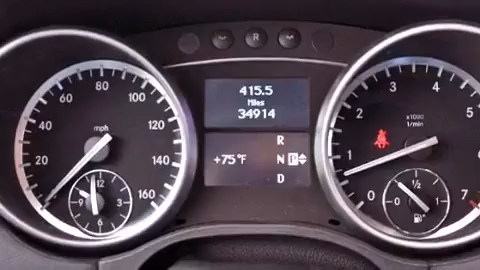 R
415.5
Miles
34914
R
+75°F N P
D
20 40 60 80 100 120 140 160
mph
12
9 3
6
0 1 2 3 4 5 6 7
x1000
1/min
½
0 1